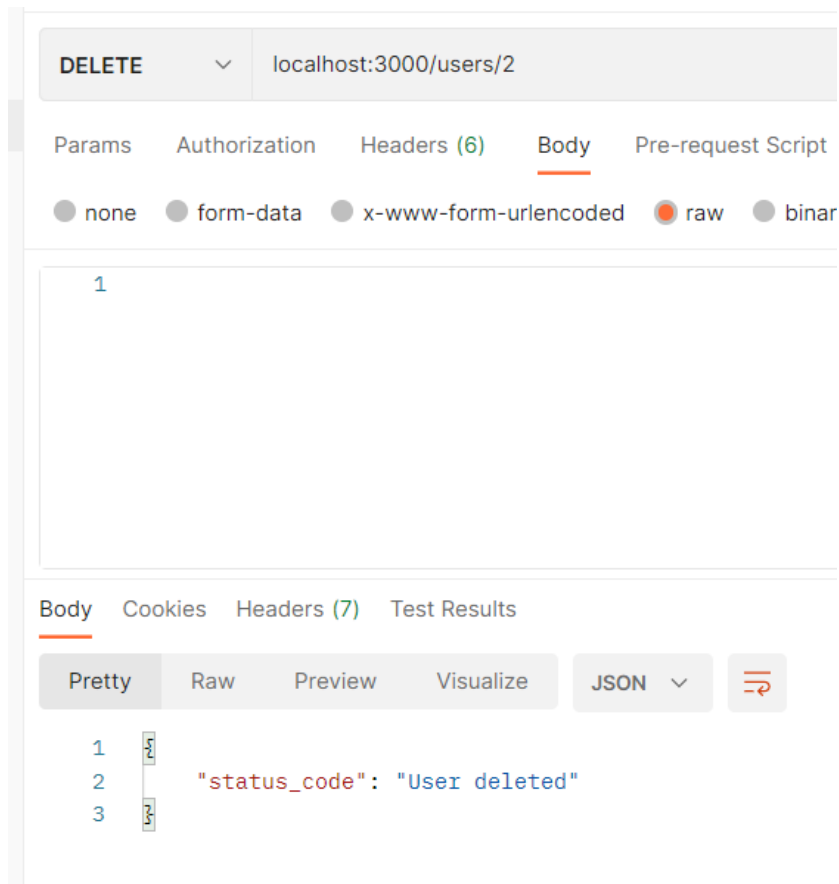 DELETE localhost:3000/users/2
Params Authorization Headers (6) Body Pre-request Script
none form-data x-www-form-urlencoded raw binar
1
Body Cookies Headers (7) Test Results
Pretty Raw Preview Visualize JSON
1 {
2 "status_code": "User deleted"
3 }